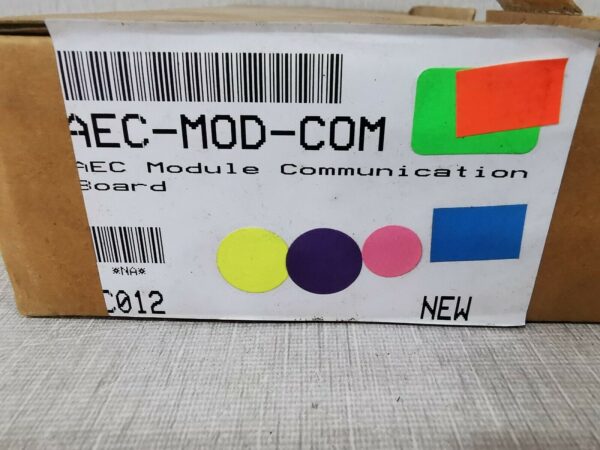 AEC-MOD-COM
AEC Module Communication
Board
*NA*
C012
NEW